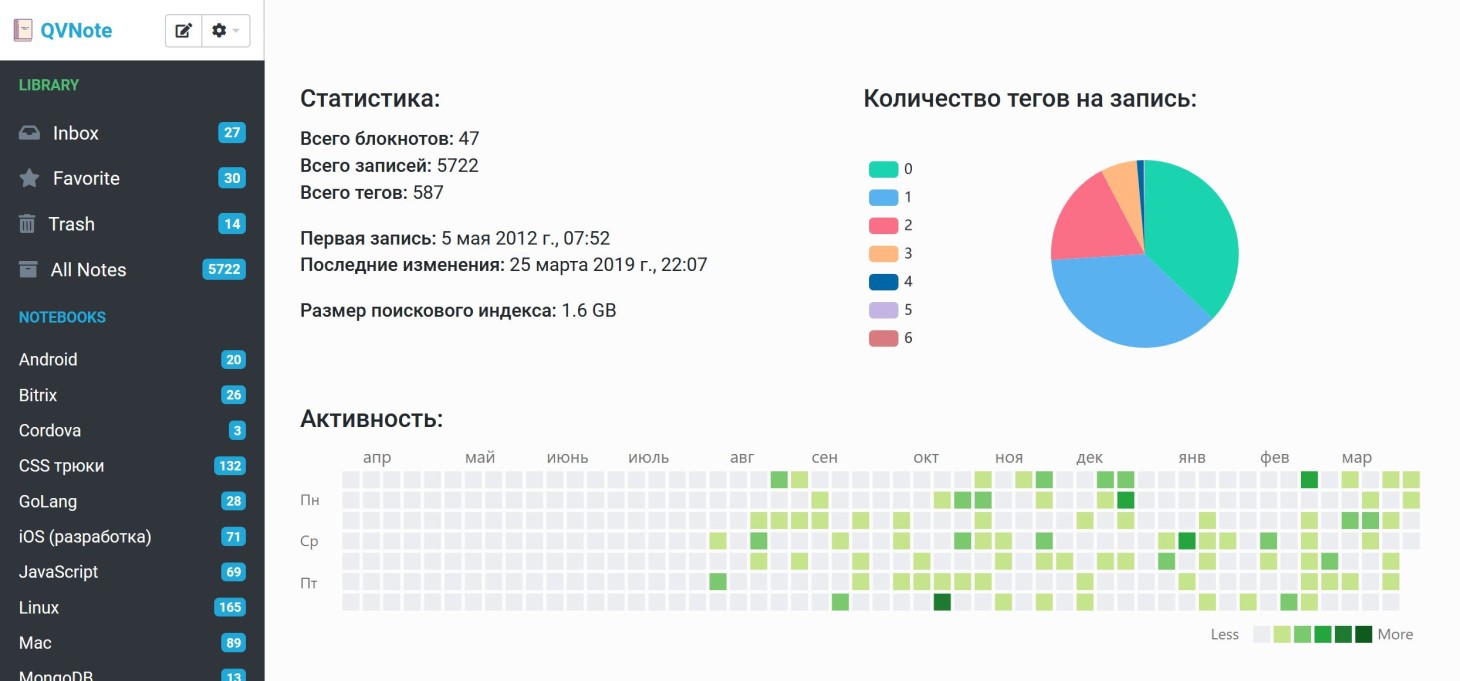 QVNote
LIBRARY
Inbox 27
Favorite 30
Trash 14
All Notes 5722
NOTEBOOKS
Android 20
Bitrix 26
Cordova 3
CSS трюки 132
GoLang 28
iOS (разработка) 71
JavaScript 69
Linux 165
Mac 89
MongoDB 13
Статистика:
Всего блокнотов: 47
Всего записей: 5722
Всего тегов: 587
Первая запись: 5 мая 2012 г., 07:52
Последние изменения: 25 марта 2019 г., 22:07
Размер поискового индекса: 1.6 GB
Количество тегов на запись:
0
1
2
3
4
5
6
Активность:
апр май июнь июль авг сен окт ноя дек янв фев мар
Пн
Ср
Пт
Less More